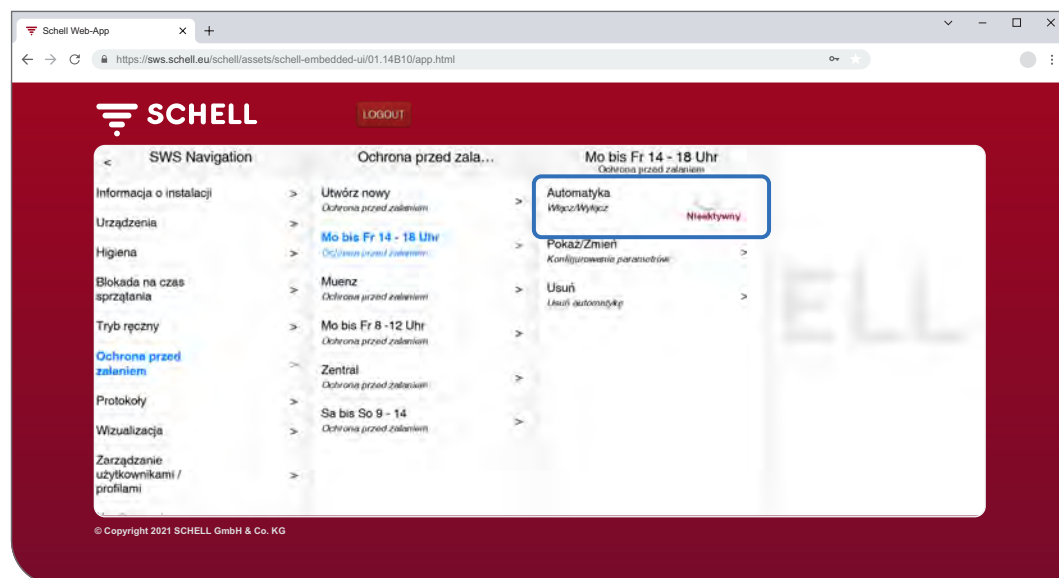 Schell Web-App
https://sws.schell.eu/schell/assets/schell-embedded-ui/01.14B10/app.html
SCHELL
LOGOUT
< SWS Navigation
Informacja o instalacji >
Urządzenia >
Higiena >
Blokada na czas
sprzątania >
Tryb ręczny >
Ochrona przed
zalaniem >
Protokoły >
Wizualizacja >
Zarządzanie
użytkownikami /
profilami >
Ochrona przed zala...
Utwórz nowy >
Ochrona przed zalaniem
Mo bis Fr 14 - 18 Uhr >
Ochrona przed zalaniem
Muenz >
Ochrona przed zalaniem
Mo bis Fr 8 -12 Uhr >
Ochrona przed zalaniem
Zentral >
Ochrona przed zalaniem
Sa bis So 9 - 14 >
Ochrona przed zalaniem
Mo bis Fr 14 - 18 Uhr
Ochrona przed zalaniem
Automatyka
Włącz/Wyłącz
Nieaktywny
Pokaż/Zmień >
Konfigurowanie parametrów
Usuń >
Usuń automatykę
ELL
© Copyright 2021 SCHELL GmbH & Co. KG